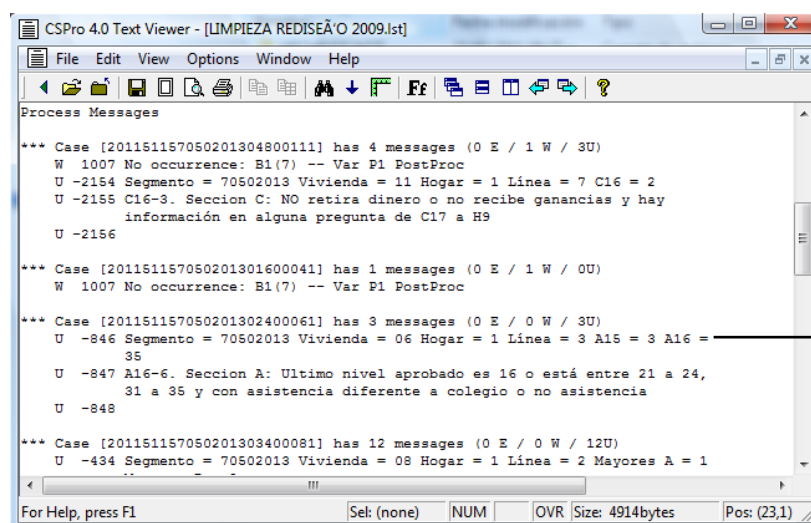 CSPro 4.0 Text Viewer - [LIMPIEZA REDISEÃ'O 2009.lst]
File Edit View Options Window Help
Process Messages
*** Case [201151157050201304800111] has 4 messages (0 E / 1 W / 3U)
W 1007 No occurrence: B1(7) -- Var P1 PostProc
U -2154 Segmento = 70502013 Vivienda = 11 Hogar = 1 Línea = 7 C16 = 2
U -2155 C16-3. Seccion C: NO retira dinero o no recibe ganancias y hay
información en alguna pregunta de C17 a H9
U -2156
*** Case [201151157050201301600041] has 1 messages (0 E / 1 W / 0U)
W 1007 No occurrence: B1(7) -- Var P1 PostProc
*** Case [201151157050201302400061] has 3 messages (0 E / 0 W / 3U)
U -846 Segmento = 70502013 Vivienda = 06 Hogar = 1 Línea = 3 A15 = 3 A16 =
35
U -847 A16-6. Seccion A: Ultimo nivel aprobado es 16 o está entre 21 a 24,
31 a 35 y con asistencia diferente a colegio o no asistencia
U -848
*** Case [201151157050201303400081] has 12 messages (0 E / 0 W / 12U)
U -434 Segmento = 70502013 Vivienda = 08 Hogar = 1 Línea = 2 Mayores A = 1
For Help, press F1 Sel: (none) NUM OVR Size: 4914bytes Pos: (23,1)